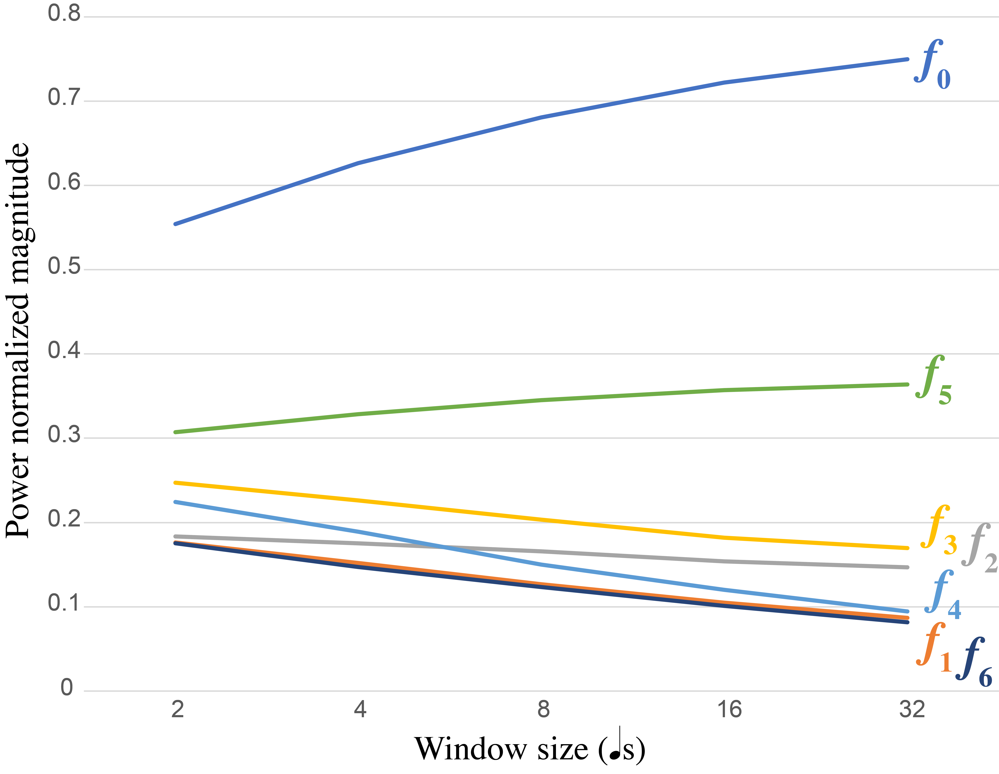 Power normalized magnitude
0.8
0.7
0.6
0.5
0.4
0.3
0.2
0.1
0
f0
f5
f3
f2
f4
f1
f6
2 4 8 16 32
Window size (♩s)